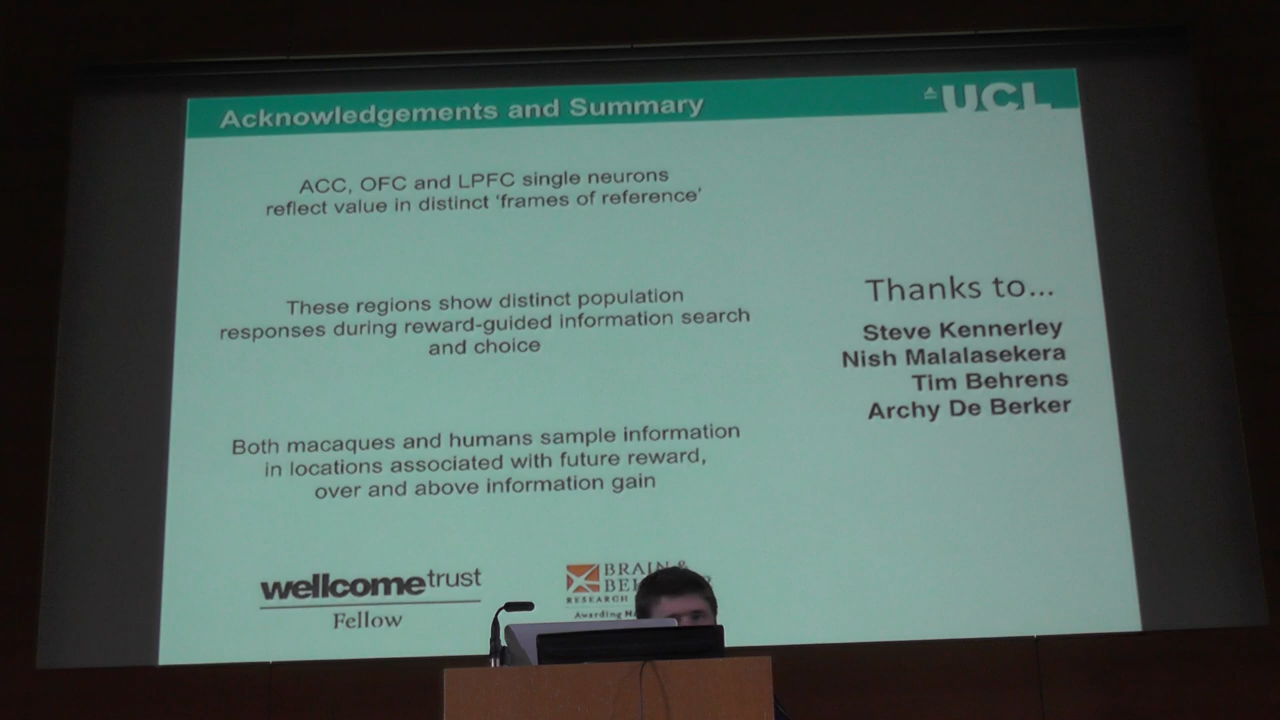 Acknowledgements and Summary
UCL
ACC, OFC and LPFC single neurons
reflect value in distinct 'frames of reference'
These regions show distinct population
responses during reward-guided information search
and choice
Both macaques and humans sample information
in locations associated with future reward,
over and above information gain
Thanks to...
Steve Kennerley
Nish Malalasekera
Tim Behrens
Archy De Berker
wellcometrust
Fellow
BRAIN &
RESEARCH
Awarding